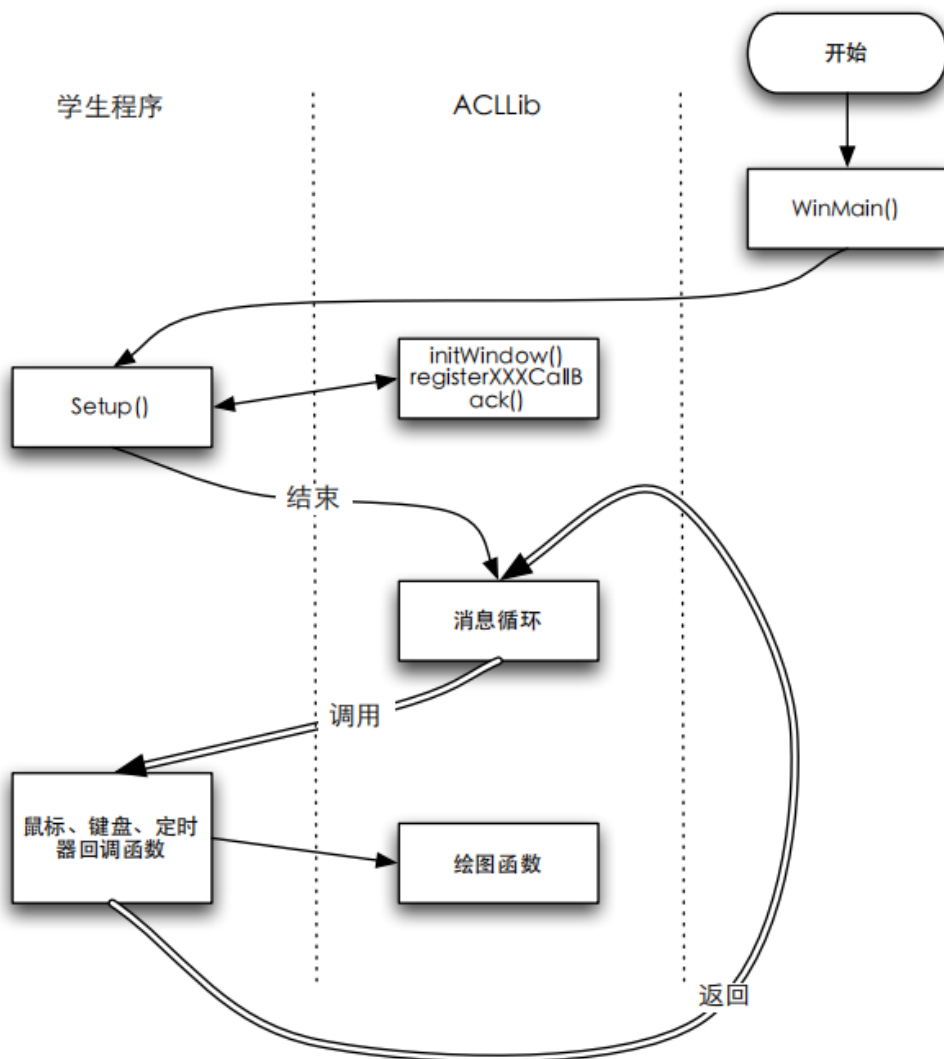 开始
学生程序
ACLLib
WinMain()
initWindow()
registerXXXCallB
ack()
Setup()
结束
消息循环
调用
鼠标、键盘、定时
器回调函数
绘图函数
返回